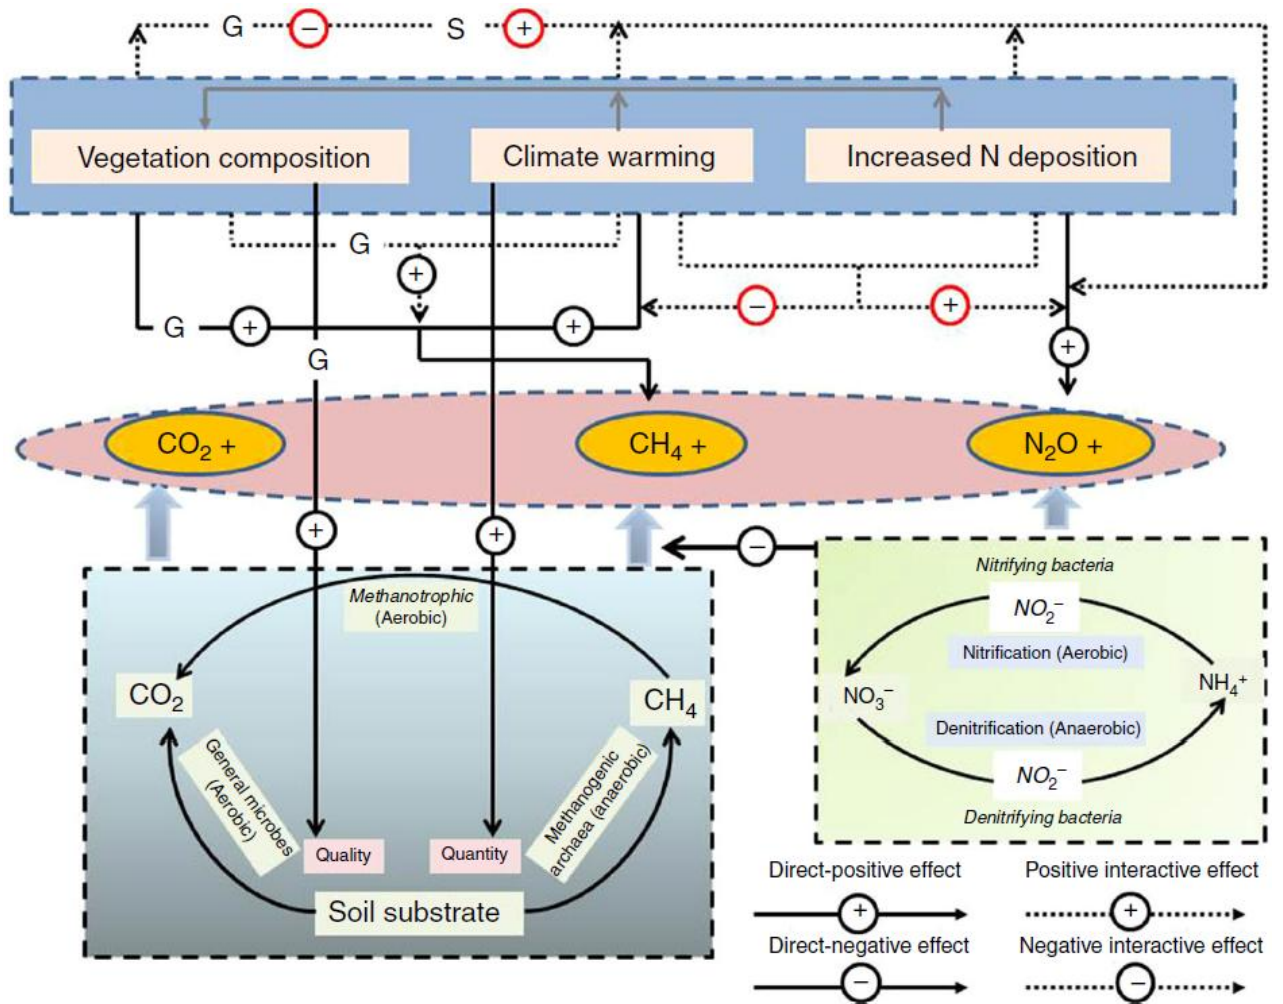 G − S +
Vegetation composition
Climate warming
Increased N deposition
G
+
− +
G + +
+
G
CO₂ +
CH₄ +
N₂O +
+ +
−
Methanotrophic
(Aerobic)
CO₂
CH₄
General microbes
(Aerobic)
Methanogenic
archaea (anaerobic)
Quality
Quantity
Soil substrate
Nitrifying bacteria
NO₂⁻
Nitrification (Aerobic)
NO₃⁻
NH₄⁺
Denitrification (Anaerobic)
NO₂⁻
Denitrifying bacteria
Direct-positive effect
+
Positive interactive effect
+
Direct-negative effect
−
Negative interactive effect
−